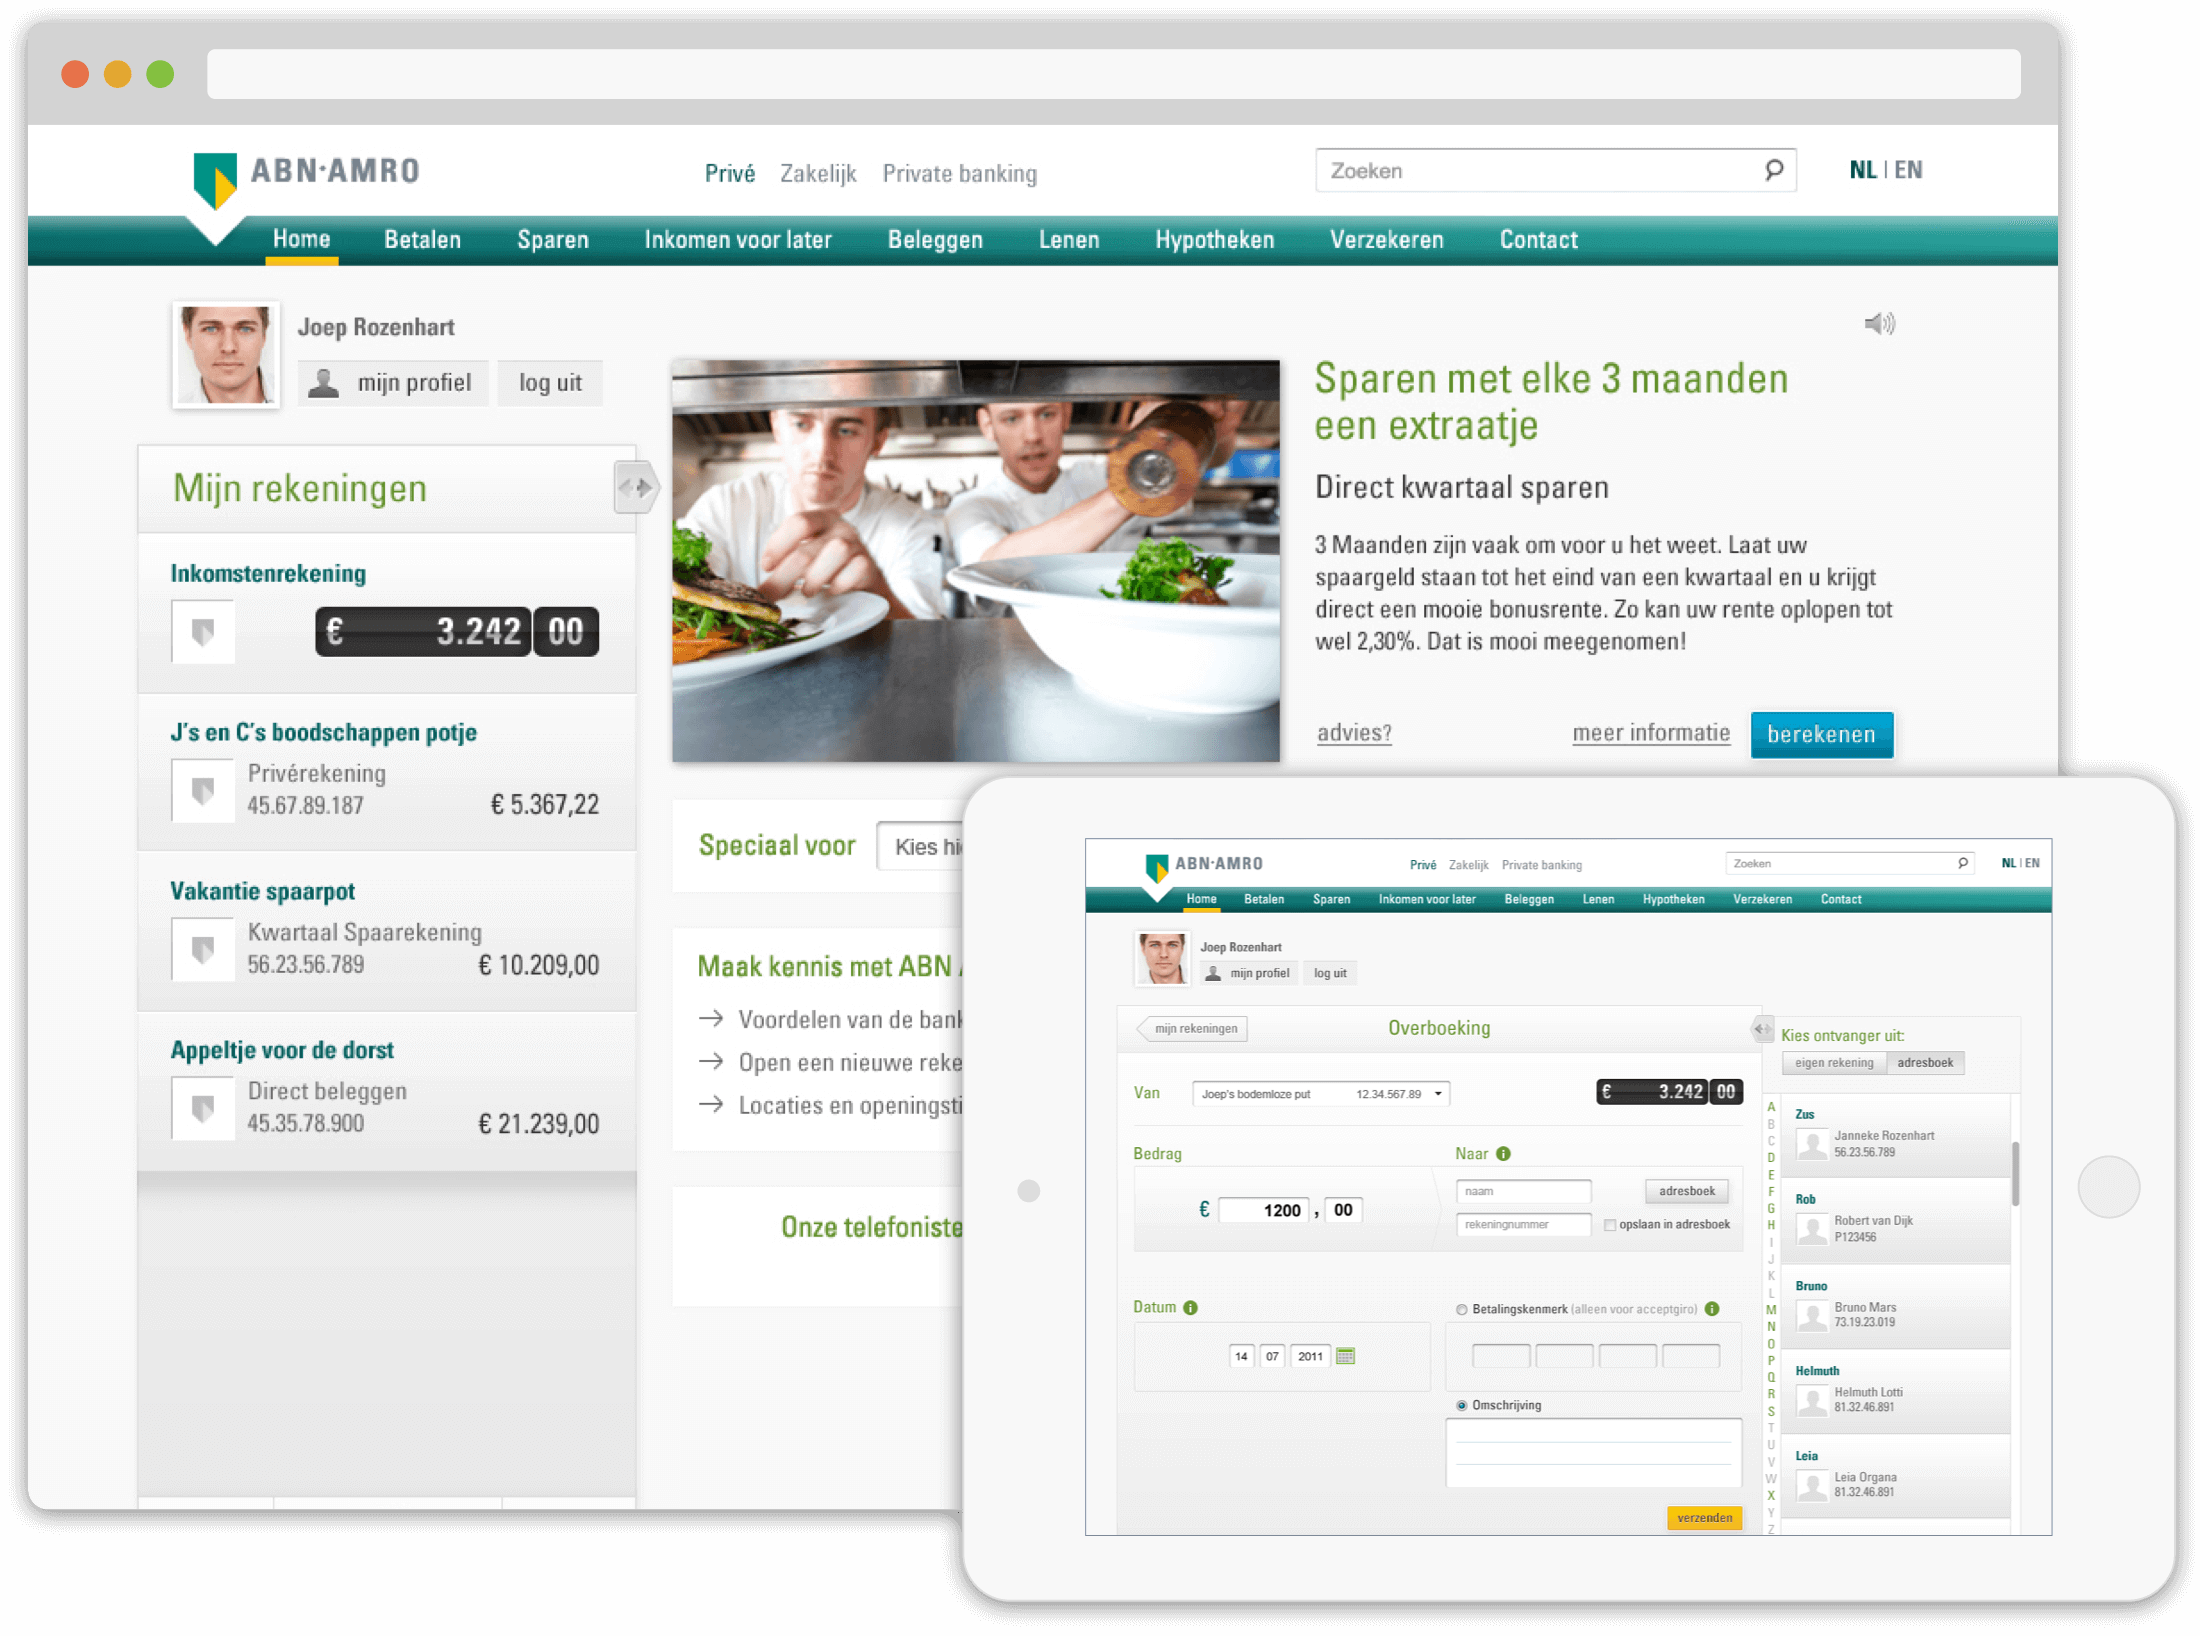 ABN·AMRO
Privé Zakelijk Private banking
Zoeken
NL | EN
Home Betalen Sparen Inkomen voor later Beleggen Lenen Hypotheken Verzekeren Contact
Joep Rozenhart
mijn profiel log uit
Mijn rekeningen
Inkomstenrekening
€ 3.242 00
J's en C's boodschappen potje
Privérekening
45.67.89.187 € 5.367,22
Vakantie spaarpot
Kwartaal Spaarekening
56.23.56.789 € 10.209,00
Appeltje voor de dorst
Direct beleggen
45.35.78.900 € 21.239,00
Sparen met elke 3 maanden
een extraatje
Direct kwartaal sparen
3 Maanden zijn vaak om voor u het weet. Laat uw
spaargeld staan tot het eind van een kwartaal en u krijgt
direct een mooie bonusrente. Zo kan uw rente oplopen tot
wel 2,30%. Dat is mooi meegenomen!
advies? meer informatie berekenen
Speciaal voor Kies hi
Maak kennis met ABN
Voordelen van de bank
Open een nieuwe reke
Locaties en openingsti
Onze telefoniste
ABN·AMRO
Privé Zakelijk Private banking
Zoeken
NL | EN
Home Betalen Sparen Inkomen voor later Beleggen Lenen Hypotheken Verzekeren Contact
Joep Rozenhart
mijn profiel log uit
mijn rekeningen
Overboeking
Van Joep's bodemloze put 12.34.567.89 € 3.242 00
Bedrag
€ 1200 , 00
Naar
naam adresboek
rekeningnummer opslaan in adresboek
Datum
14 07 2011
Betalingskenmerk (alleen voor acceptgiro)
Omschrijving
verzenden
Kies ontvanger uit:
eigen rekening adresboek
A
B
C
D
E
F
G
H
I
J
K
L
M
N
O
P
Q
R
S
T
U
V
W
X
Y
Z
Zus
Janneke Rozenhart
56.23.56.789
Rob
Robert van Dijk
P123456
Bruno
Bruno Mars
73.19.23.019
Helmuth
Helmuth Lotti
81.32.46.891
Leia
Leia Organa
81.32.46.891